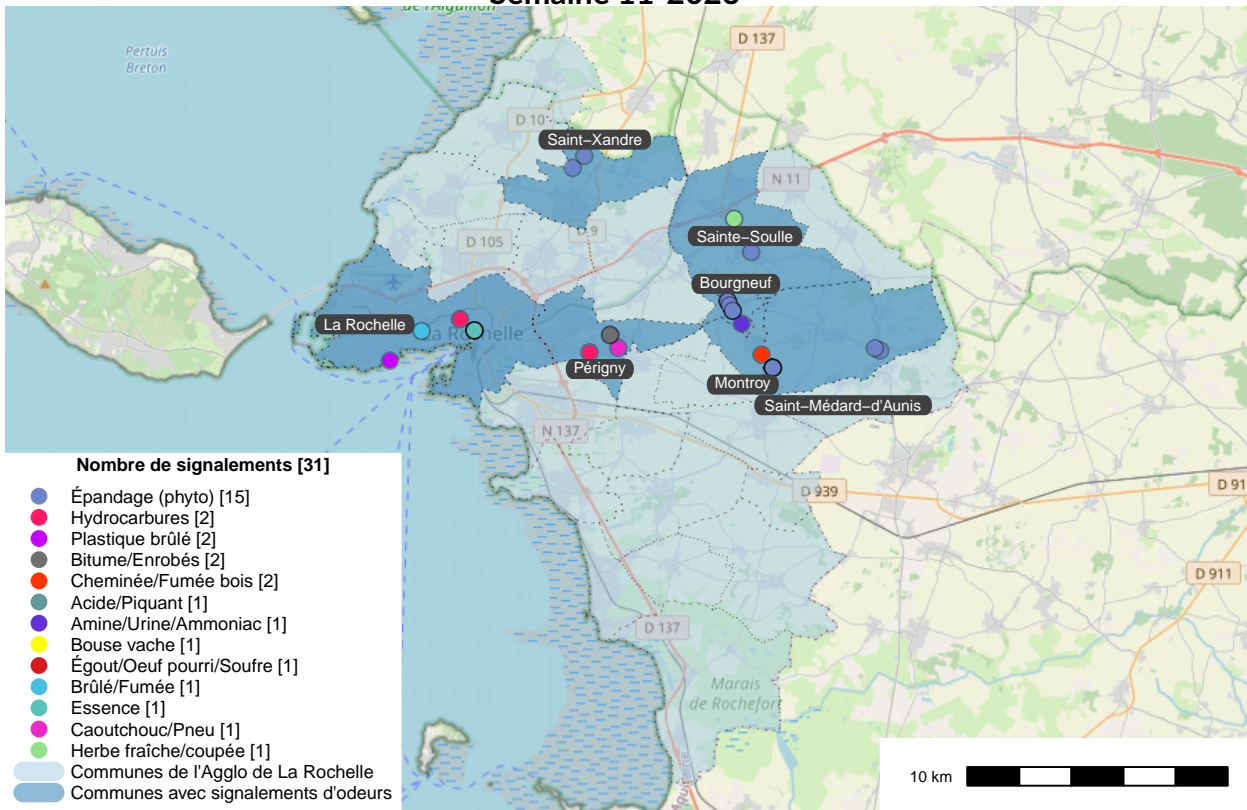 Pertuis
Breton
D 137
D 10
Saint–Xandre
N 11
D 9
D 105
Sainte–Soulle
Bourgneuf
La Rochelle
La Rochelle
Périgny
Montroy
Saint–Médard–d'Aunis
N 137
D 939
D 91
D 911
D 137
Marais
de Rochefort
Nombre de signalements [31]
Épandage (phyto) [15]
Hydrocarbures [2]
Plastique brûlé [2]
Bitume/Enrobés [2]
Cheminée/Fumée bois [2]
Acide/Piquant [1]
Amine/Urine/Ammoniac [1]
Bouse vache [1]
Égout/Oeuf pourri/Soufre [1]
Brûlé/Fumée [1]
Essence [1]
Caoutchouc/Pneu [1]
Herbe fraîche/coupée [1]
Communes de l'Agglo de La Rochelle
Communes avec signalements d'odeurs
10 km